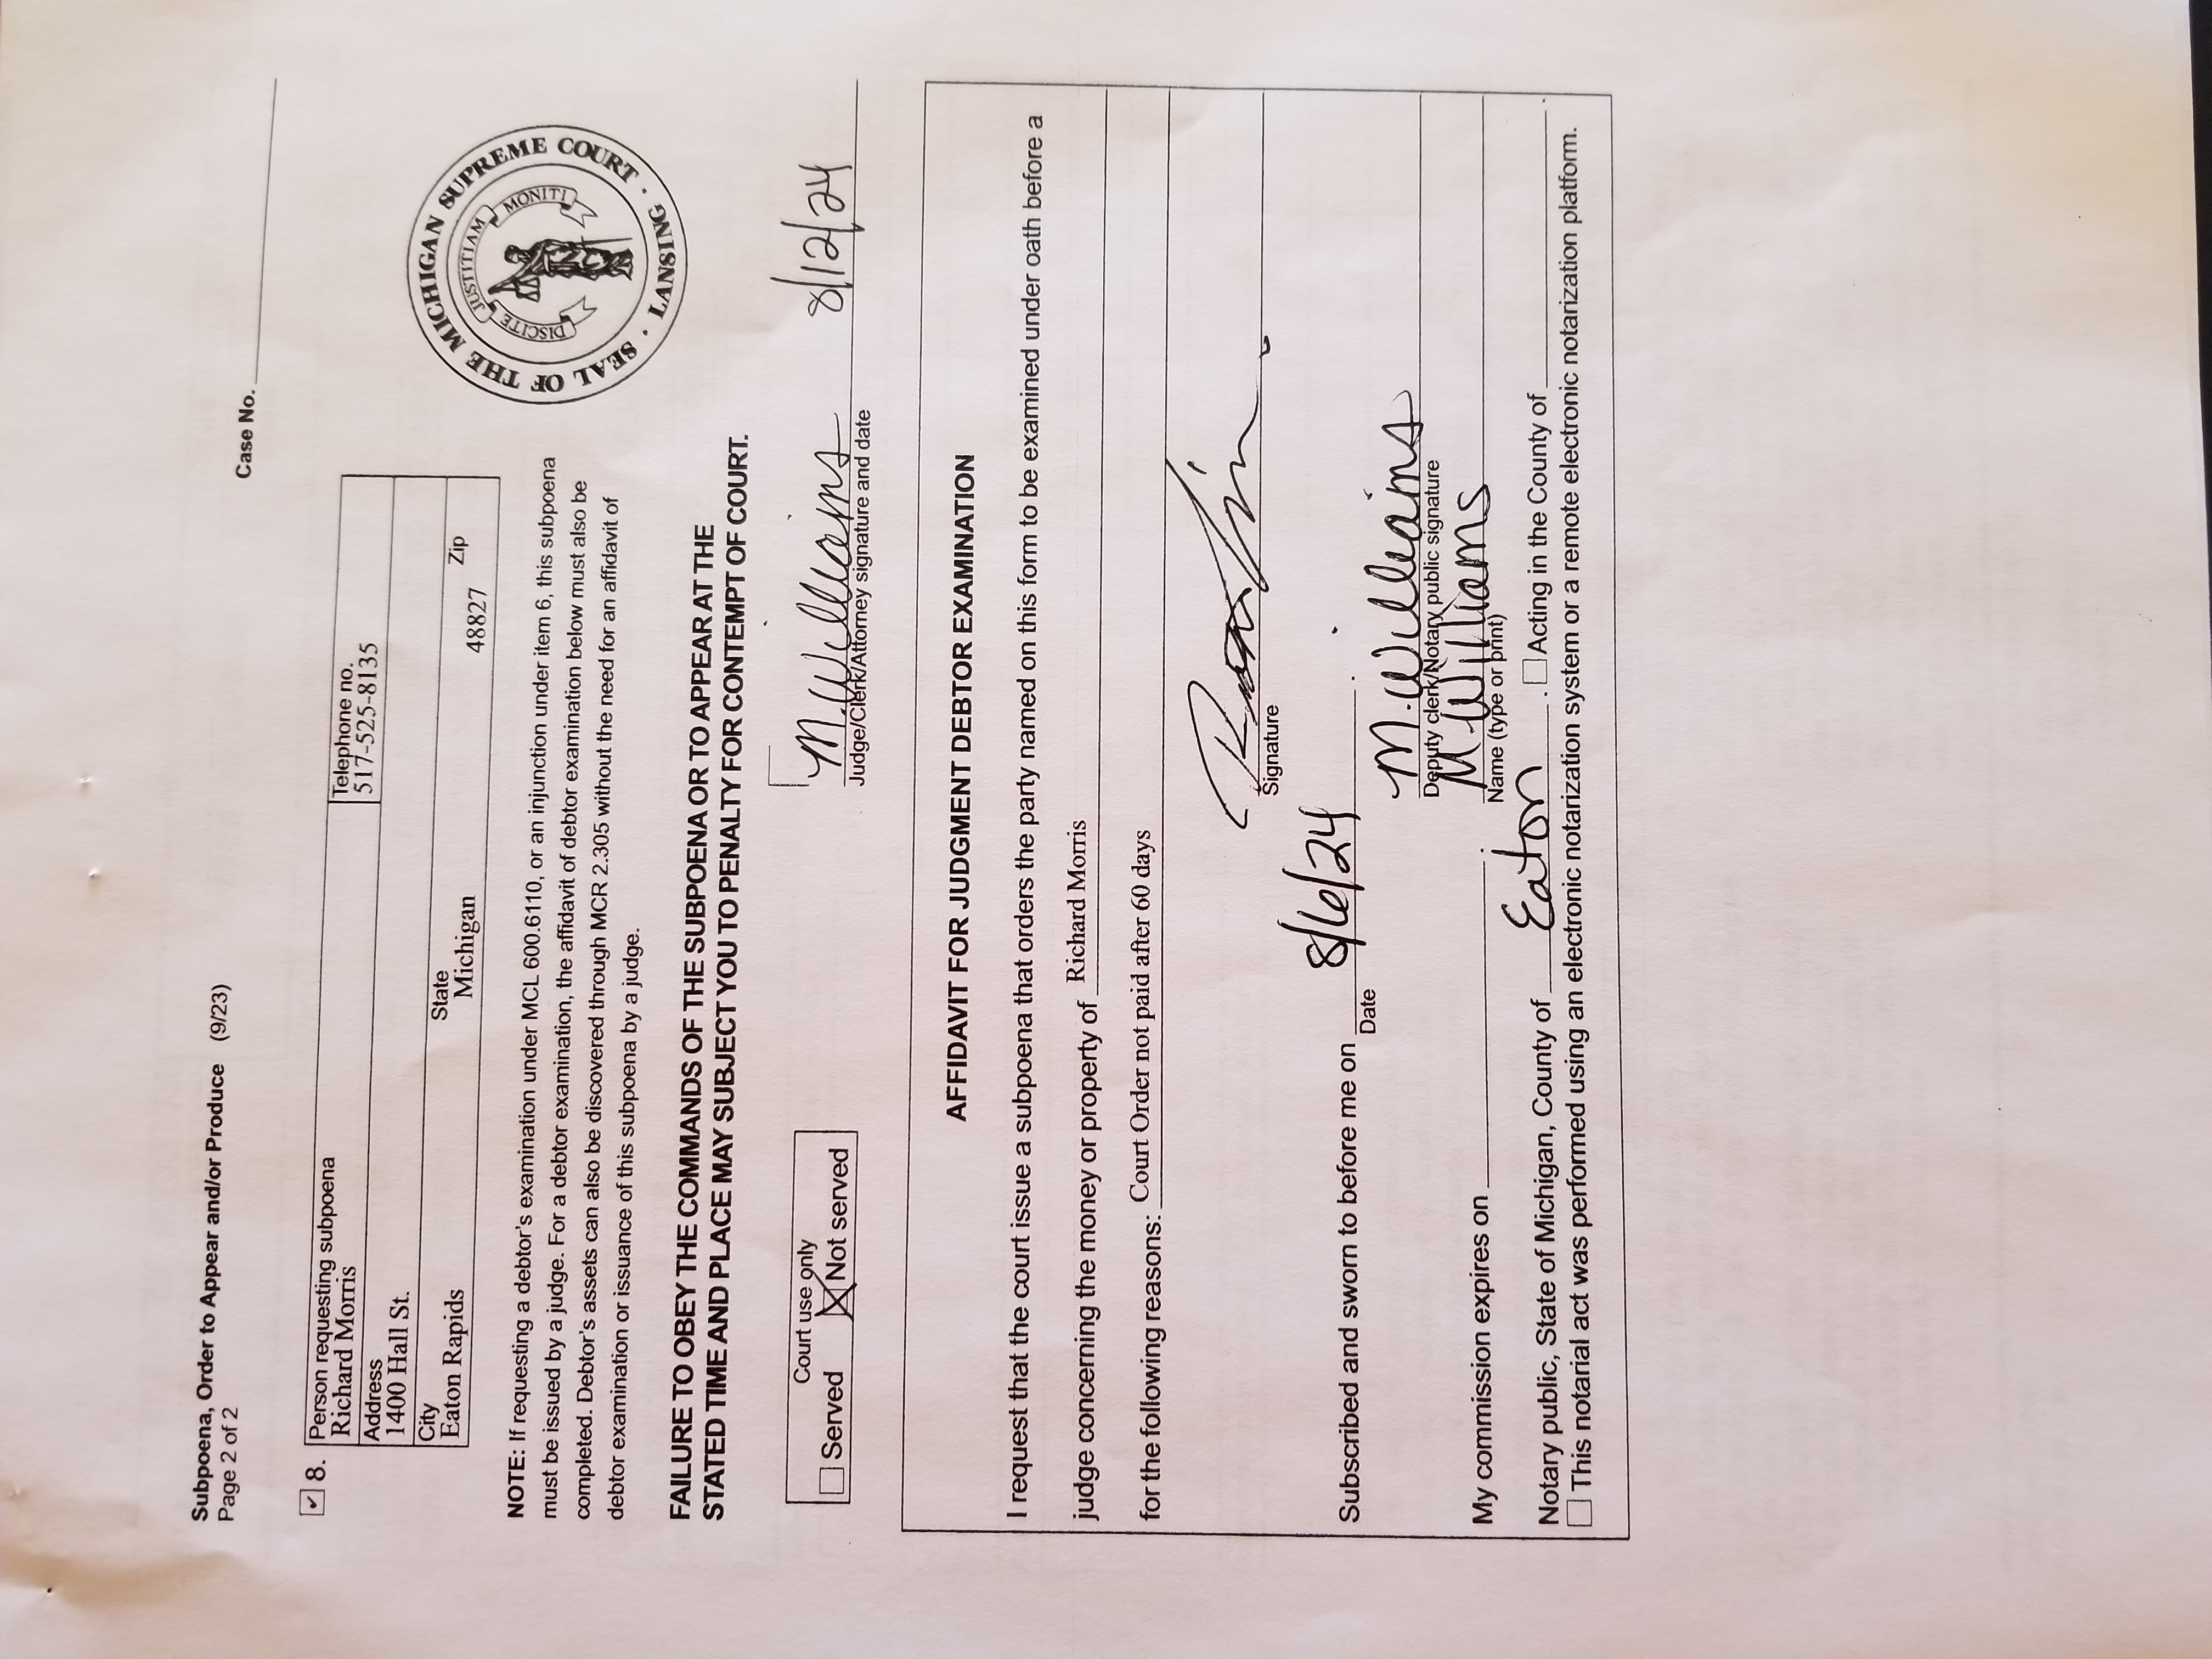 Subpoena, Order to Appear and/or Produce (9/23)
Page 2 of 2
Case No.
✓ 8.
Person requesting subpoena
Richard Morris
Telephone no.
517-525-8135
Address
1400 Hall St.
City
Eaton Rapids
State
Michigan
48827
Zip
SEAL OF THE MICHIGAN SUPREME COURT · LANSING ·
DISCITE JUSTITIAM MONITI
NOTE: If requesting a debtor's examination under MCL 600.6110, or an injunction under item 6, this subpoena
must be issued by a judge. For a debtor examination, the affidavit of debtor examination below must also be
completed. Debtor's assets can also be discovered through MCR 2.305 without the need for an affidavit of
debtor examination or issuance of this subpoena by a judge.
FAILURE TO OBEY THE COMMANDS OF THE SUBPOENA OR TO APPEAR AT THE
STATED TIME AND PLACE MAY SUBJECT YOU TO PENALTY FOR CONTEMPT OF COURT.
Court use only
Served Not served
M. Williams 8/12/24
Judge/Clerk/Attorney signature and date
AFFIDAVIT FOR JUDGMENT DEBTOR EXAMINATION
I request that the court issue a subpoena that orders the party named on this form to be examined under oath before a
judge concerning the money or property of Richard Morris
for the following reasons: Court Order not paid after 60 days
Signature
Subscribed and sworn to before me on 8/6/24.
Date
M. Williams
Deputy clerk/Notary public signature
M. Williams
My commission expires on .
Name (type or print)
Notary public, State of Michigan, County of Eaton. Acting in the County of .
This notarial act was performed using an electronic notarization system or a remote electronic notarization platform.